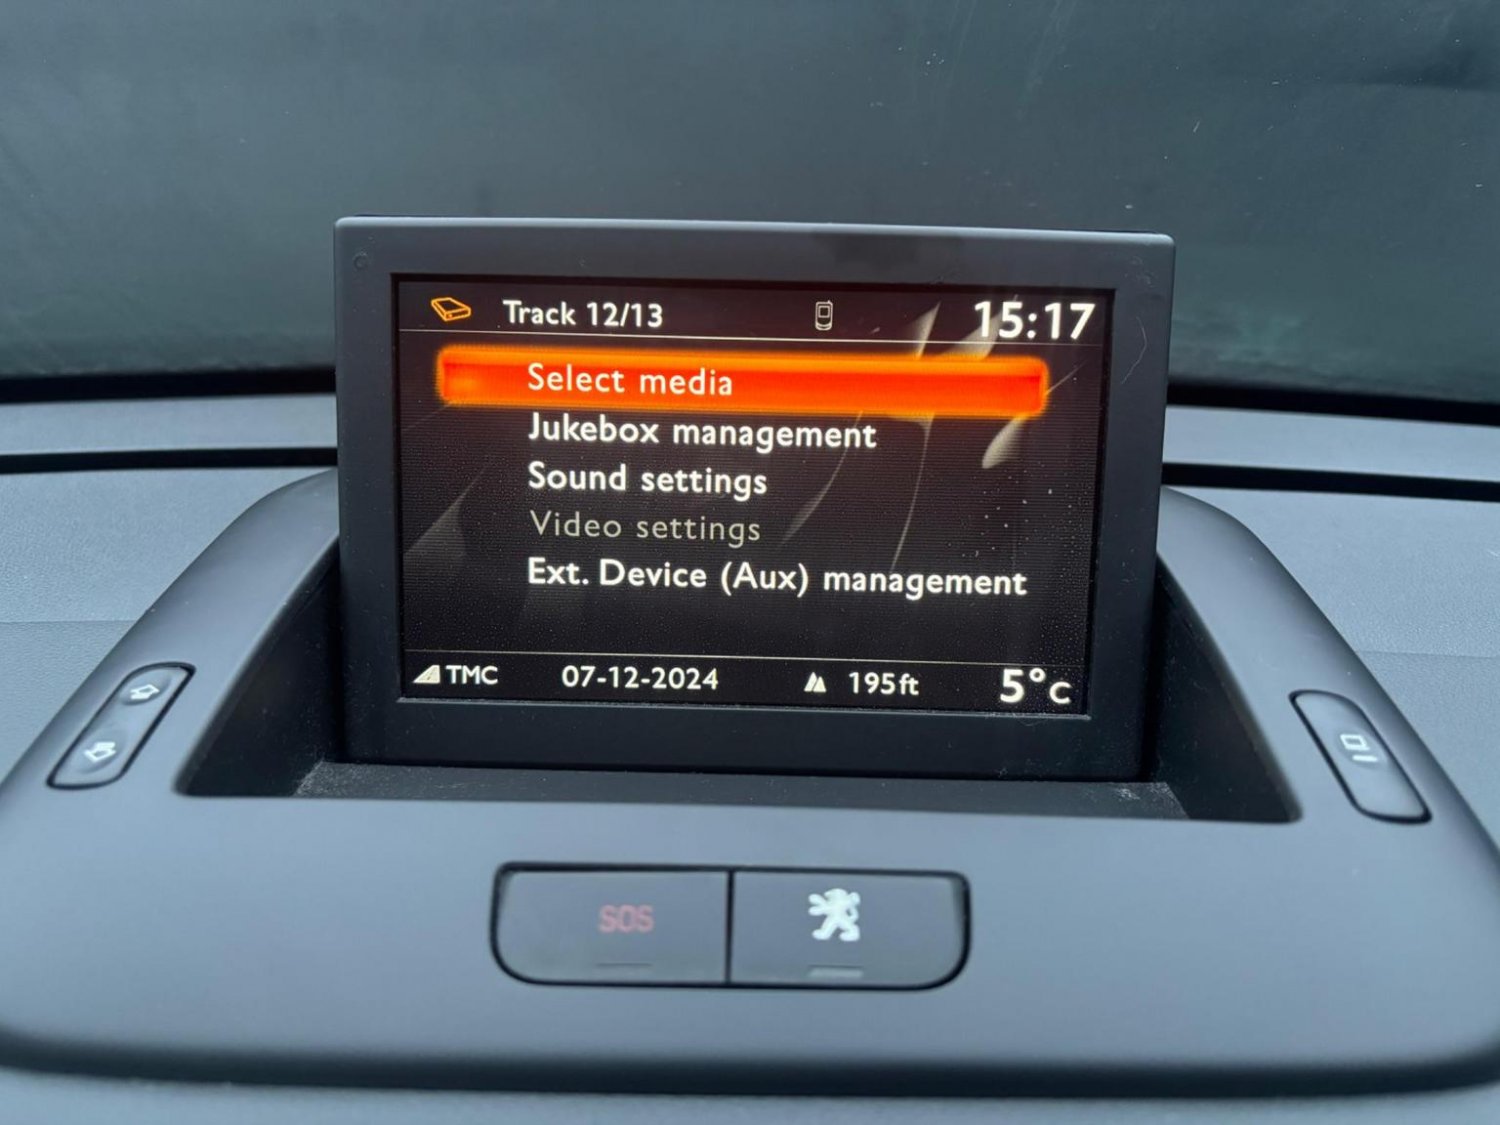 Track 12/13 15:17
Select media
Jukebox management
Sound settings
Video settings
Ext. Device (Aux) management
TMC 07-12-2024 195ft 5°C
SOS